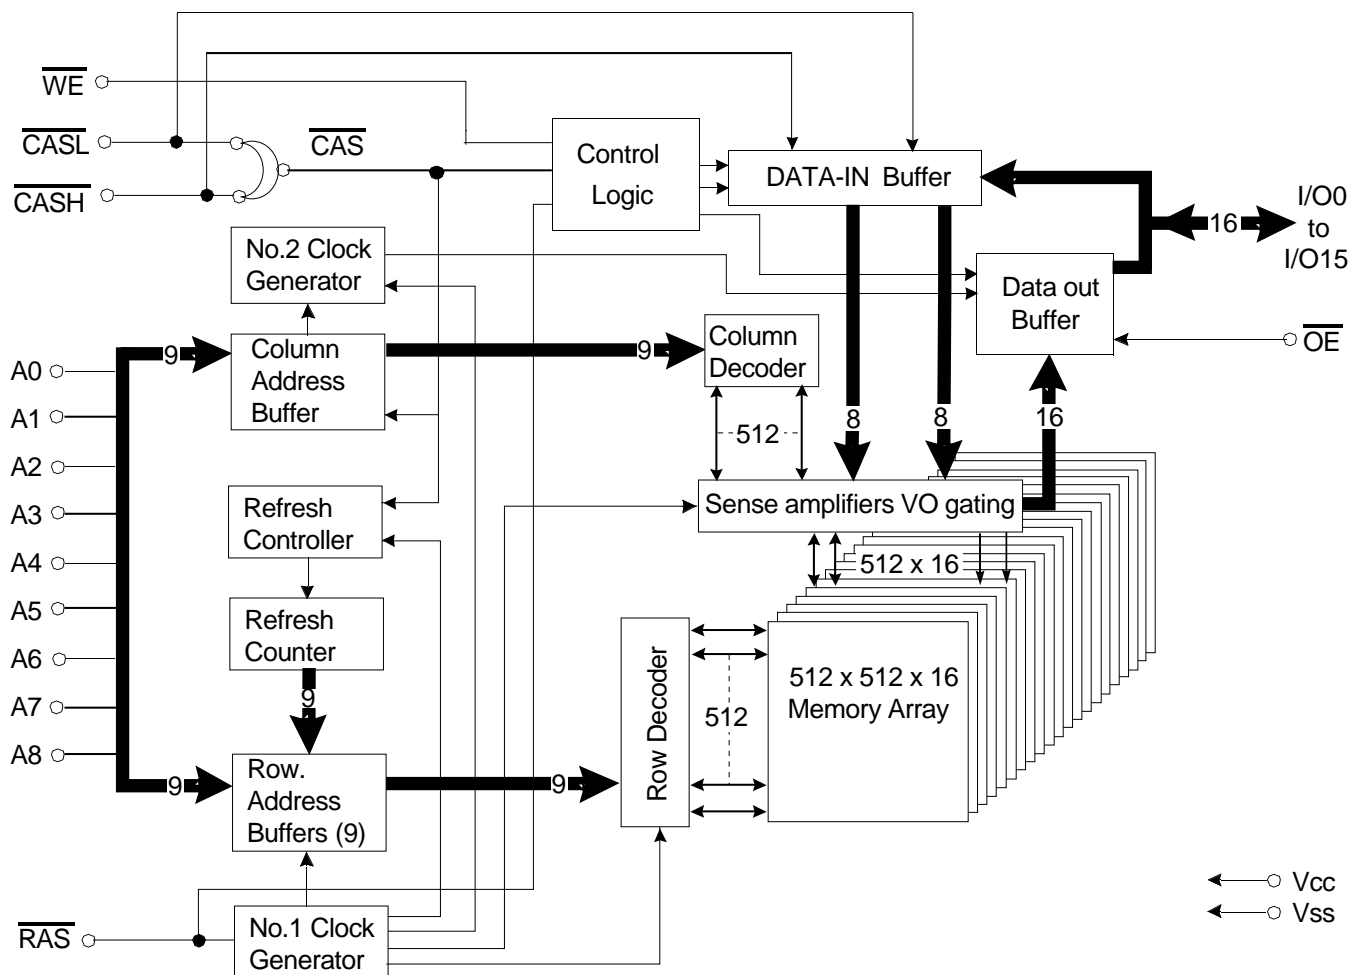 WE
CASL
CASH
CAS
Control
Logic
DATA-IN Buffer
16
I/O0
to
I/O15
No.2 Clock
Generator
Data out
Buffer
OE
9
Column
Address
Buffer
9
Column
Decoder
A0
A1
A2
A3
A4
A5
A6
A7
A8
512
8
8
16
Sense amplifiers VO gating
512 x 16
Refresh
Controller
Refresh
Counter
9
9
Row.
Address
Buffers (9)
9
Row Decoder
512
512 x 512 x 16
Memory Array
RAS
No.1 Clock
Generator
Vcc
Vss